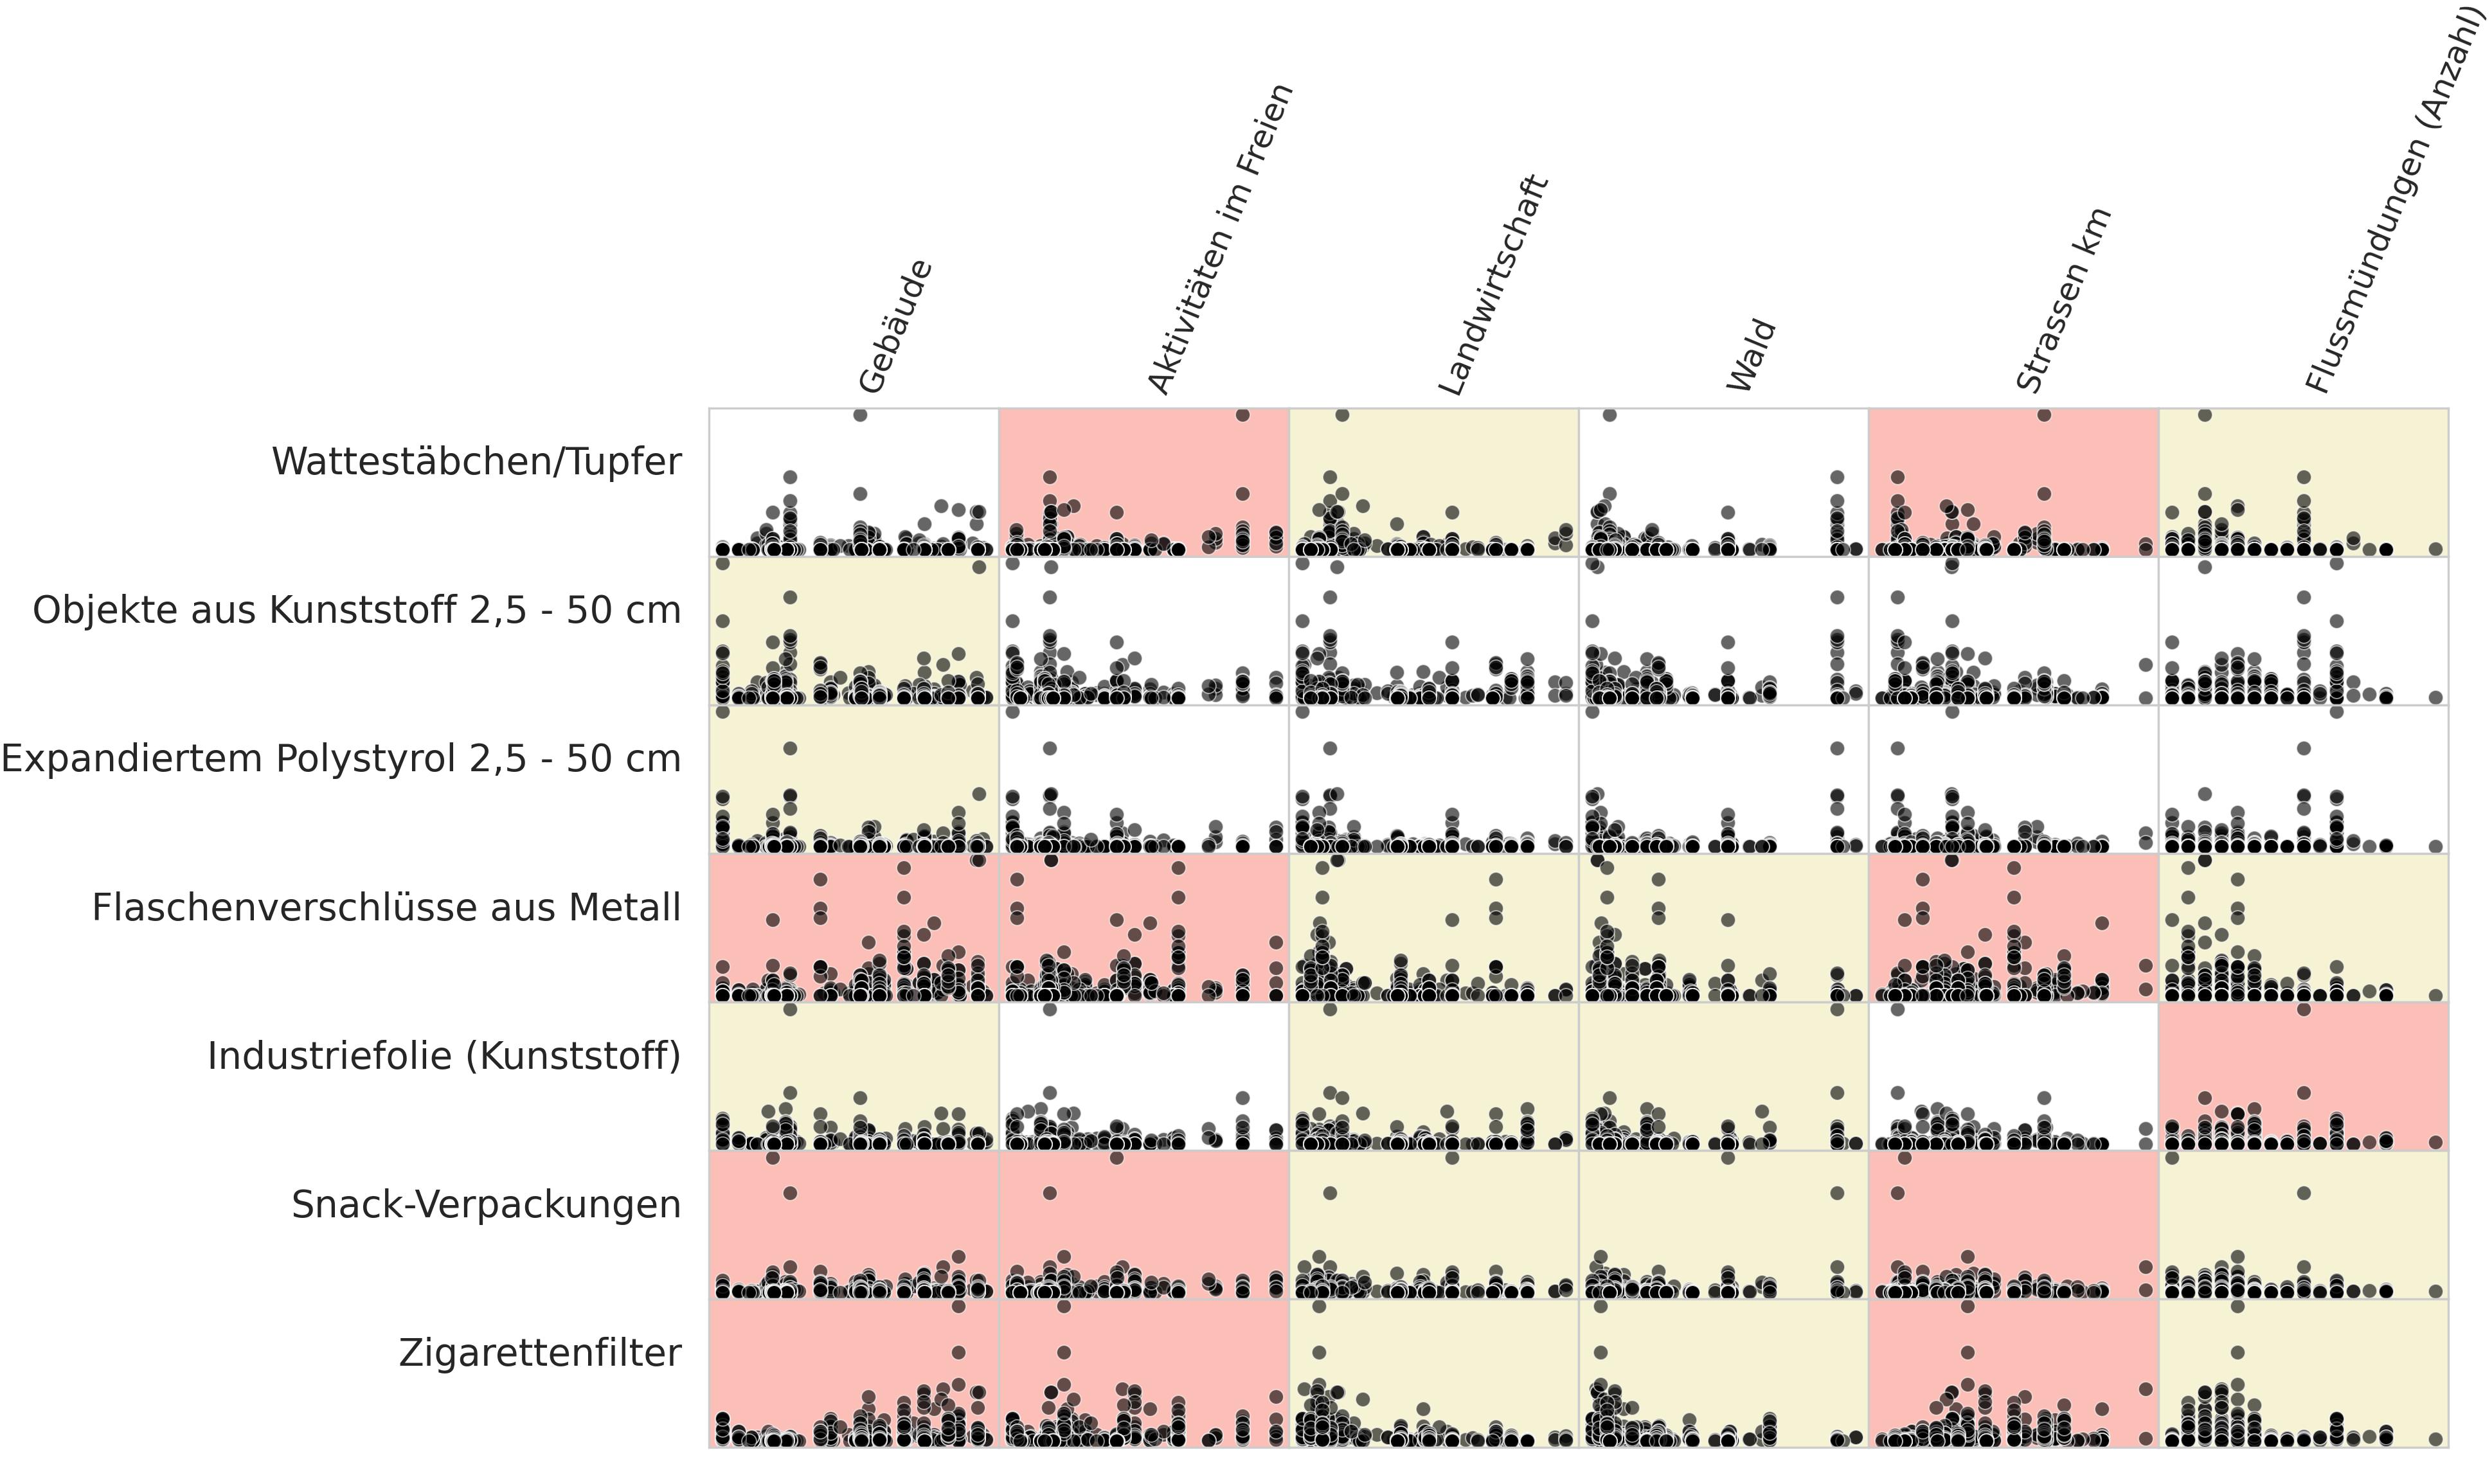 Gebäude
Aktivitäten im Freien
Landwirtschaft
Wald
Strassen km
Flussmündungen (Anzahl)
Wattestäbchen/Tupfer
Objekte aus Kunststoff 2,5 - 50 cm
Expandiertem Polystyrol 2,5 - 50 cm
Flaschenverschlüsse aus Metall
Industriefolie (Kunststoff)
Snack-Verpackungen
Zigarettenfilter